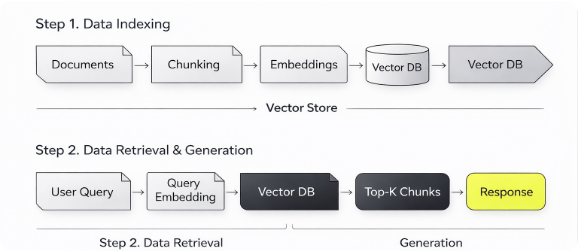 Step 1. Data Indexing
Documents
Chunking
Embeddings
Vector DB
Vector DB
Vector Store
Step 2. Data Retrieval & Generation
User Query
Query
Embedding
Vector DB
Top-K Chunks
Response
Step 2. Data Retrieval
Generation